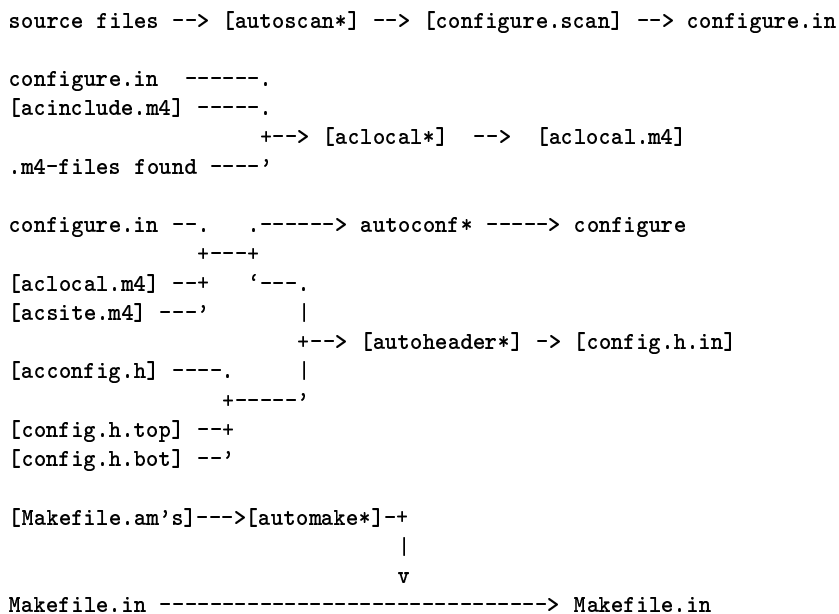 source files --> [autoscan*] --> [configure.scan] --> configure.in
configure.in ------.
[acinclude.m4] -----.
+--> [aclocal*] --> [aclocal.m4]
.m4-files found ----’
configure.in --. .------> autoconf* -----> configure
+---+
[aclocal.m4] --+ ‘---.
[acsite.m4] ---’ |
+--> [autoheader*] -> [config.h.in]
[acconfig.h] ----. |
+-----’
[config.h.top] --+
[config.h.bot] --’
[Makefile.am’s]--->[automake*]-+
|
v
Makefile.in -------------------------------> Makefile.in